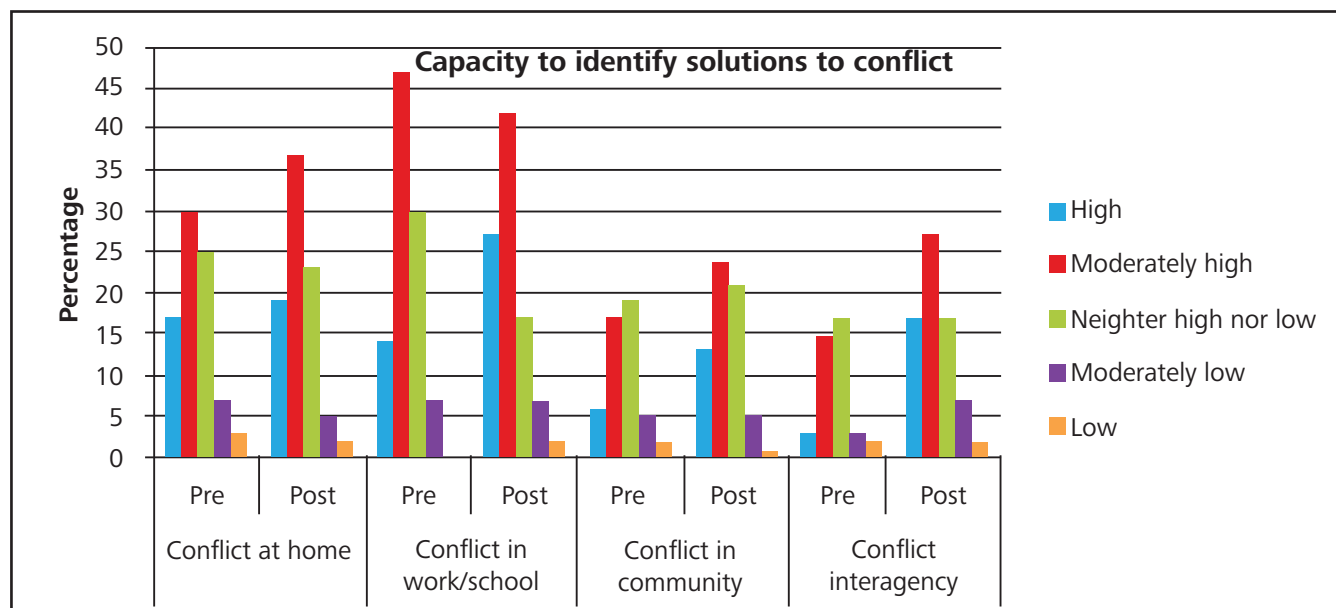 Capacity to identify solutions to conflict
Percentage
50
45
40
35
30
25
20
15
10
5
0
Pre
Post
Pre
Post
Pre
Post
Pre
Post
Conflict at home
Conflict in
work/school
Conflict in
community
Conflict
interagency
High
Moderately high
Neighter high nor low
Moderately low
Low